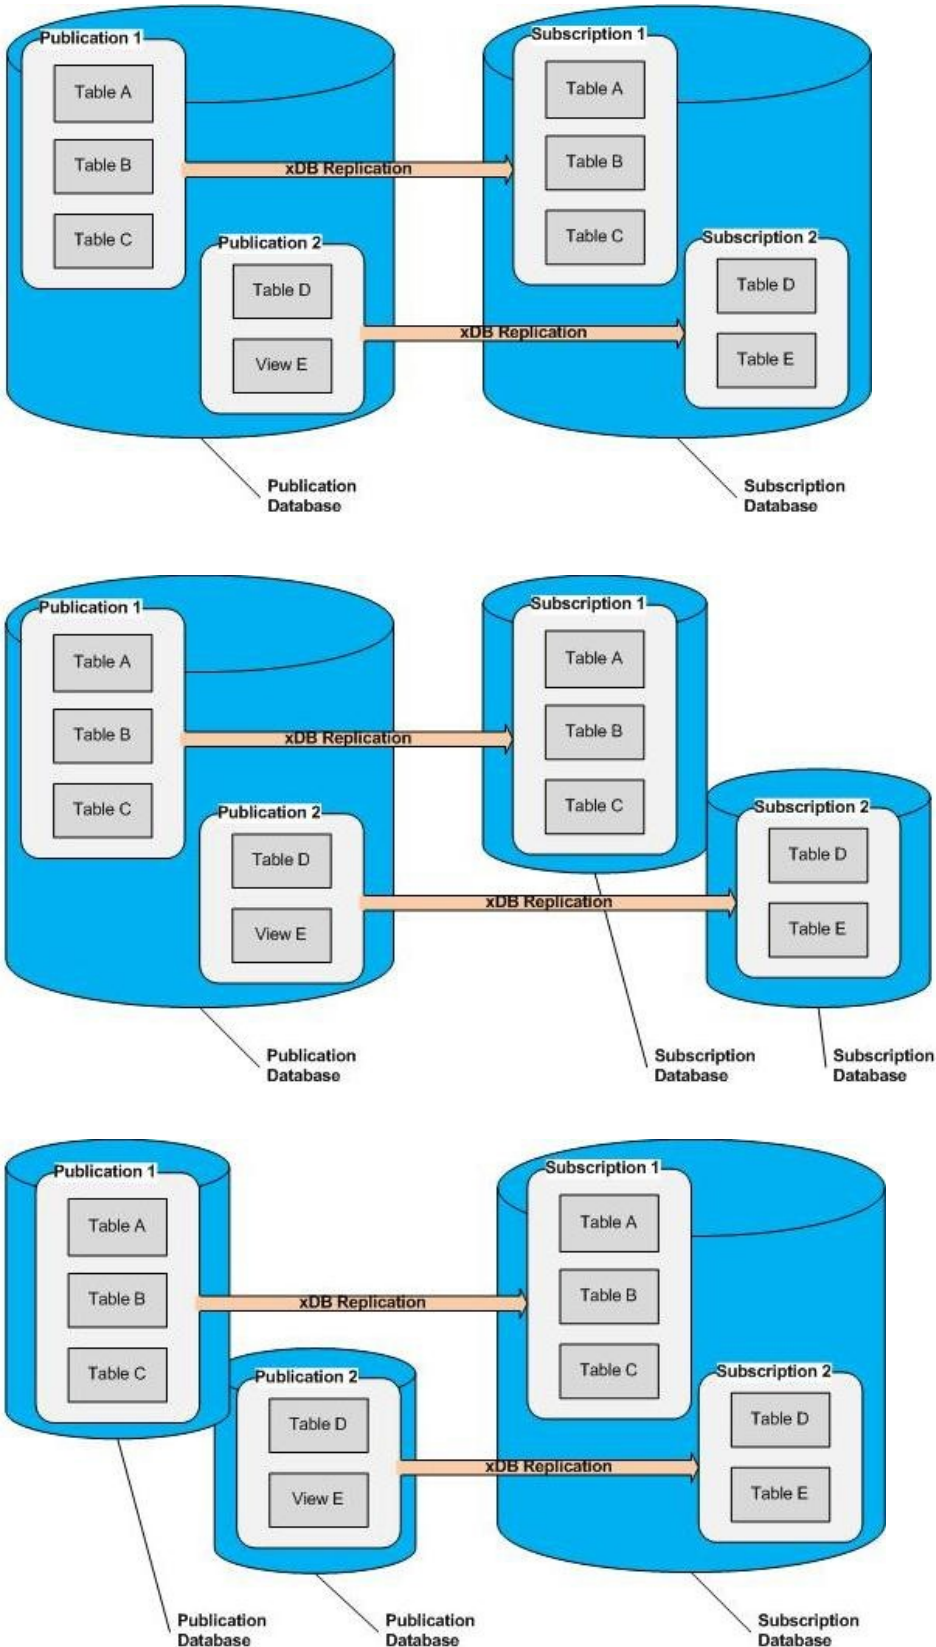 Publication 1
Table A
Table B
Table C
Publication 2
Table D
View E
xDB Replication
xDB Replication
Subscription 1
Table A
Table B
Table C
Subscription 2
Table D
Table E
Publication
Database
Subscription
Database
Publication 1
Table A
Table B
Table C
Publication 2
Table D
View E
xDB Replication
xDB Replication
Subscription 1
Table A
Table B
Table C
Subscription 2
Table D
Table E
Publication
Database
Subscription
Database
Subscription
Database
Publication 1
Table A
Table B
Table C
Publication 2
Table D
View E
xDB Replication
xDB Replication
Subscription 1
Table A
Table B
Table C
Subscription 2
Table D
Table E
Publication
Database
Publication
Database
Subscription
Database